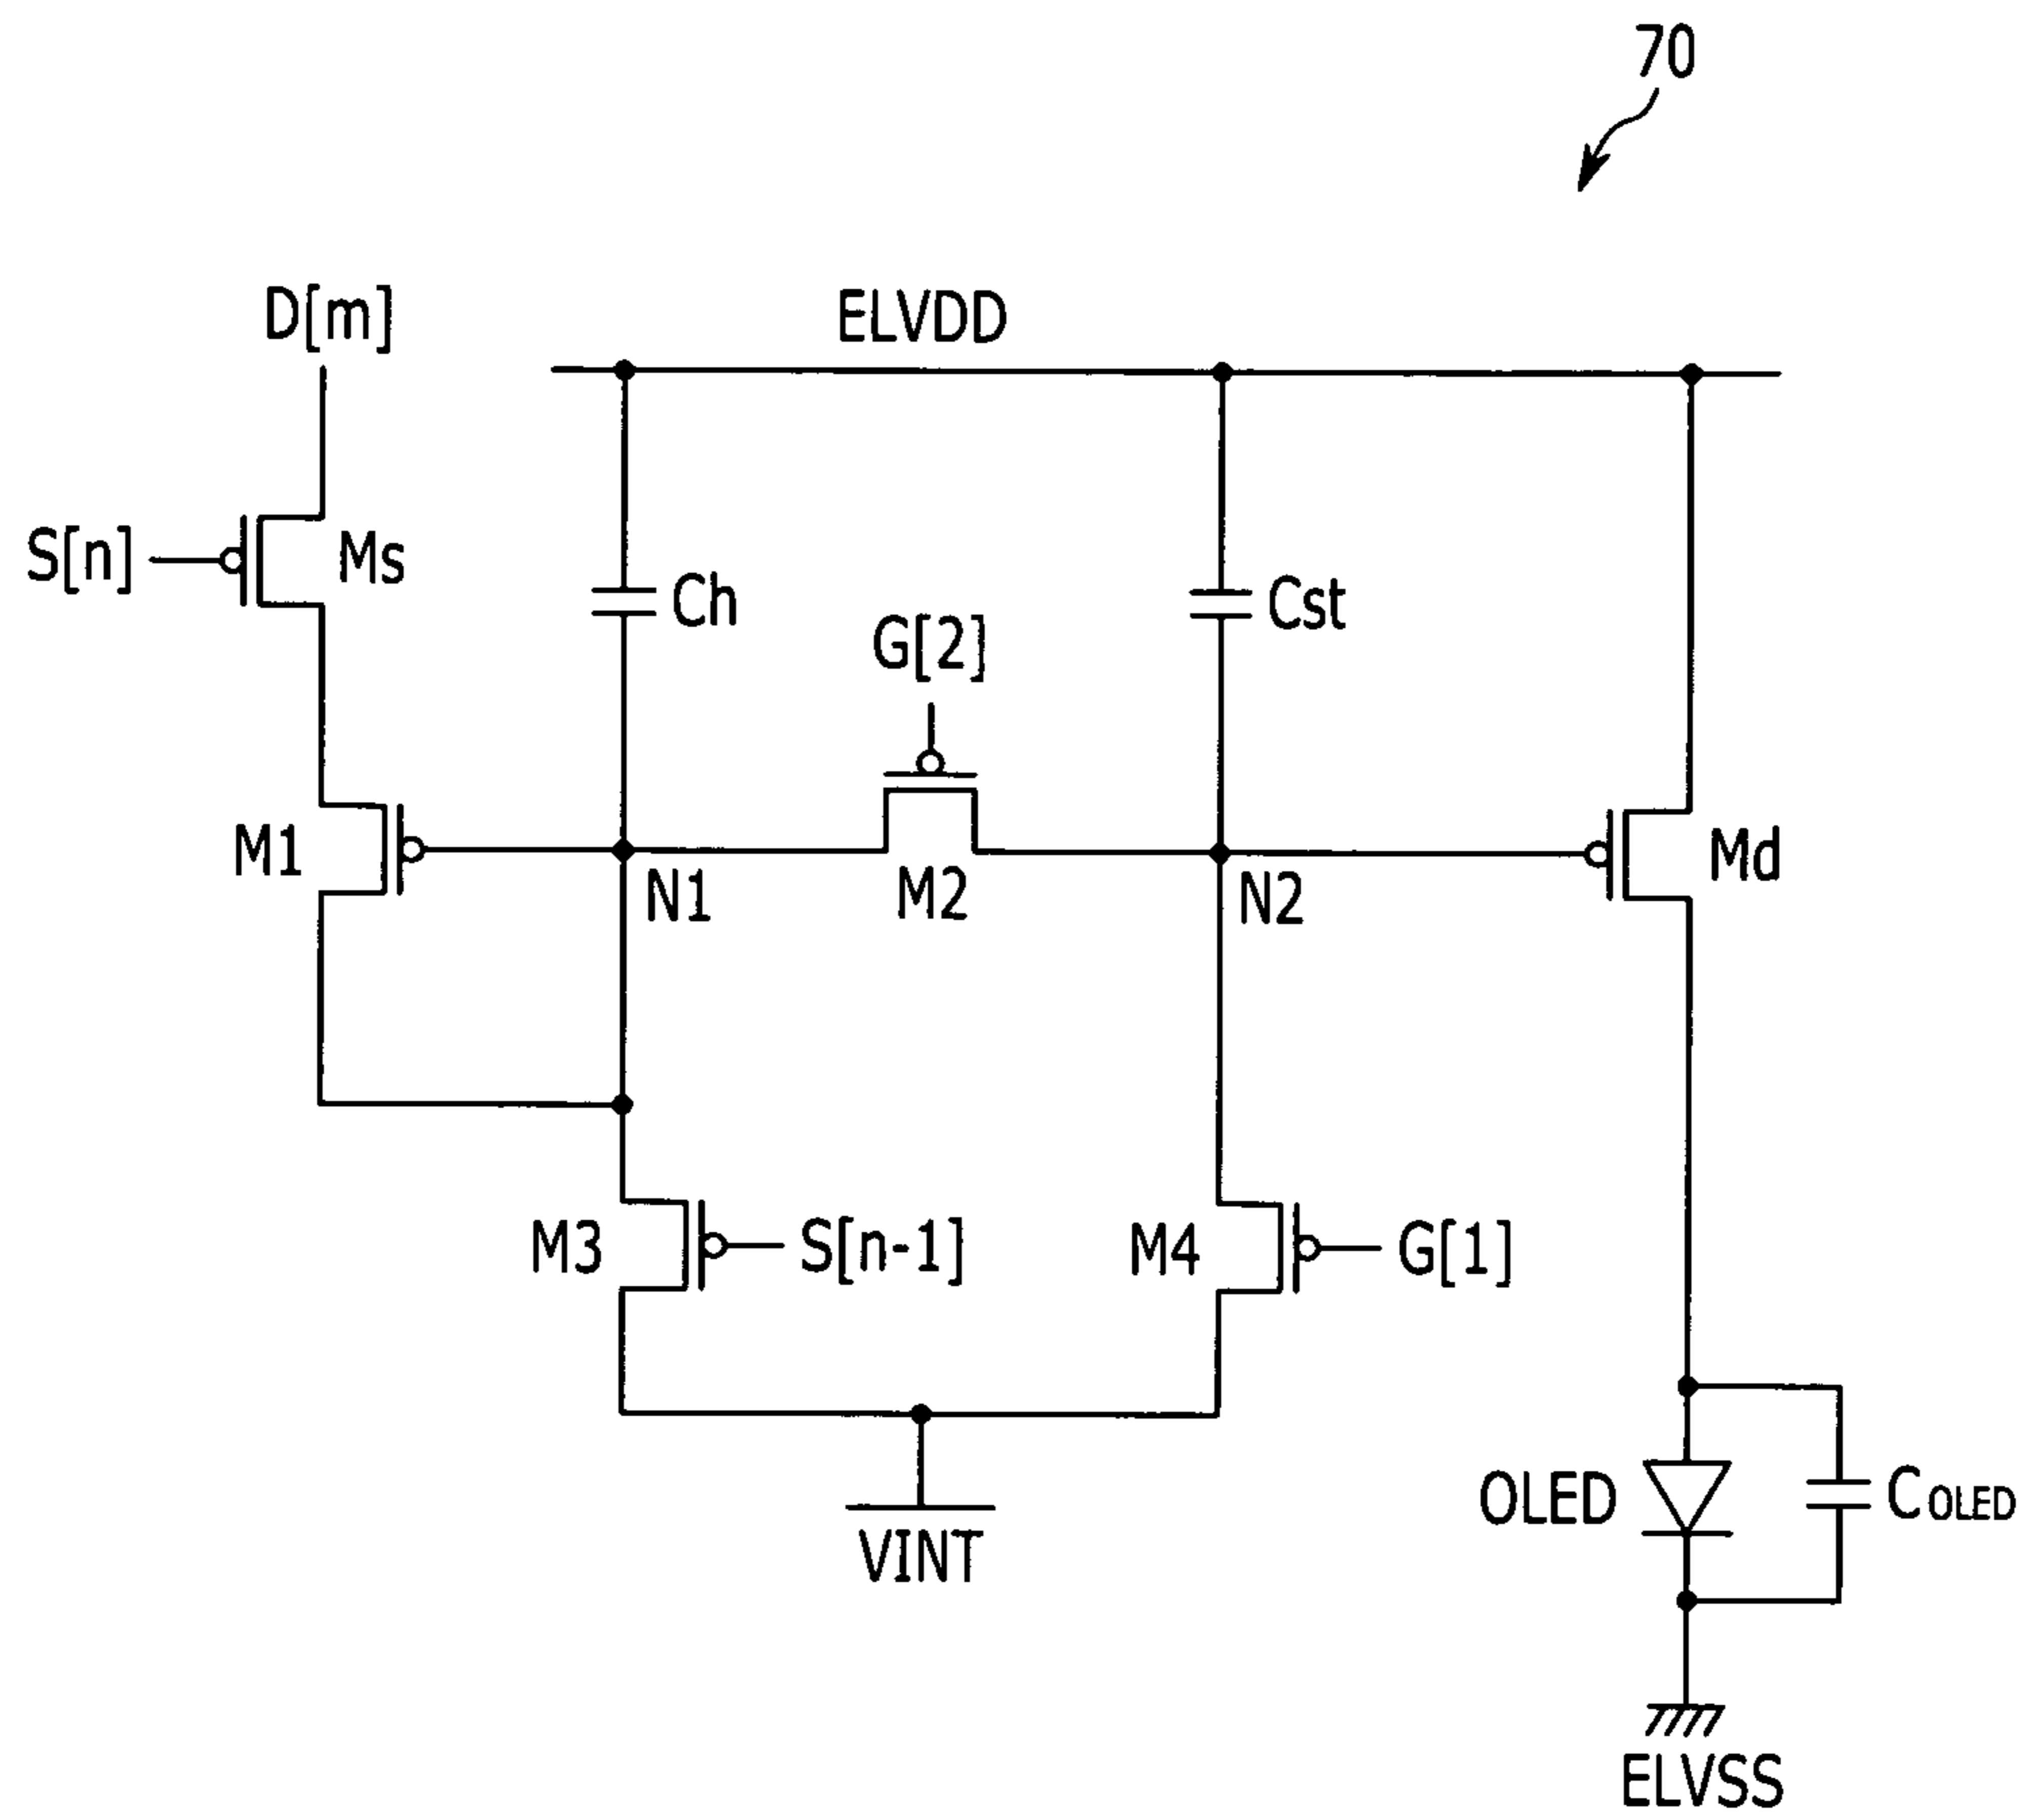 70
D[m]
ELVDD
S[n]
Ms
Ch
Cst
G[2]
M1
N1
M2
N2
Md
M3
S[n-1]
M4
G[1]
OLED
COLED
VINT
ELVSS